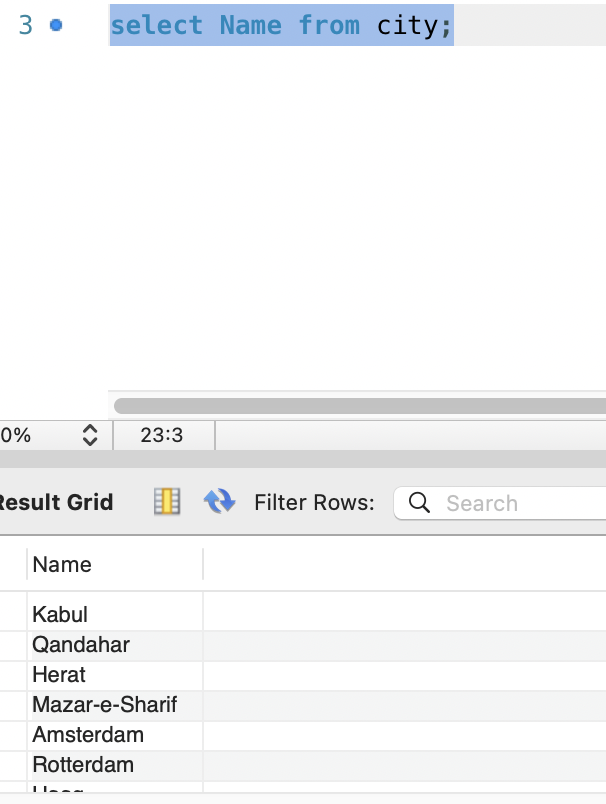 3 select Name from city;
0% 23:3
Result Grid Filter Rows: Search
Name
Kabul
Qandahar
Herat
Mazar-e-Sharif
Amsterdam
Rotterdam